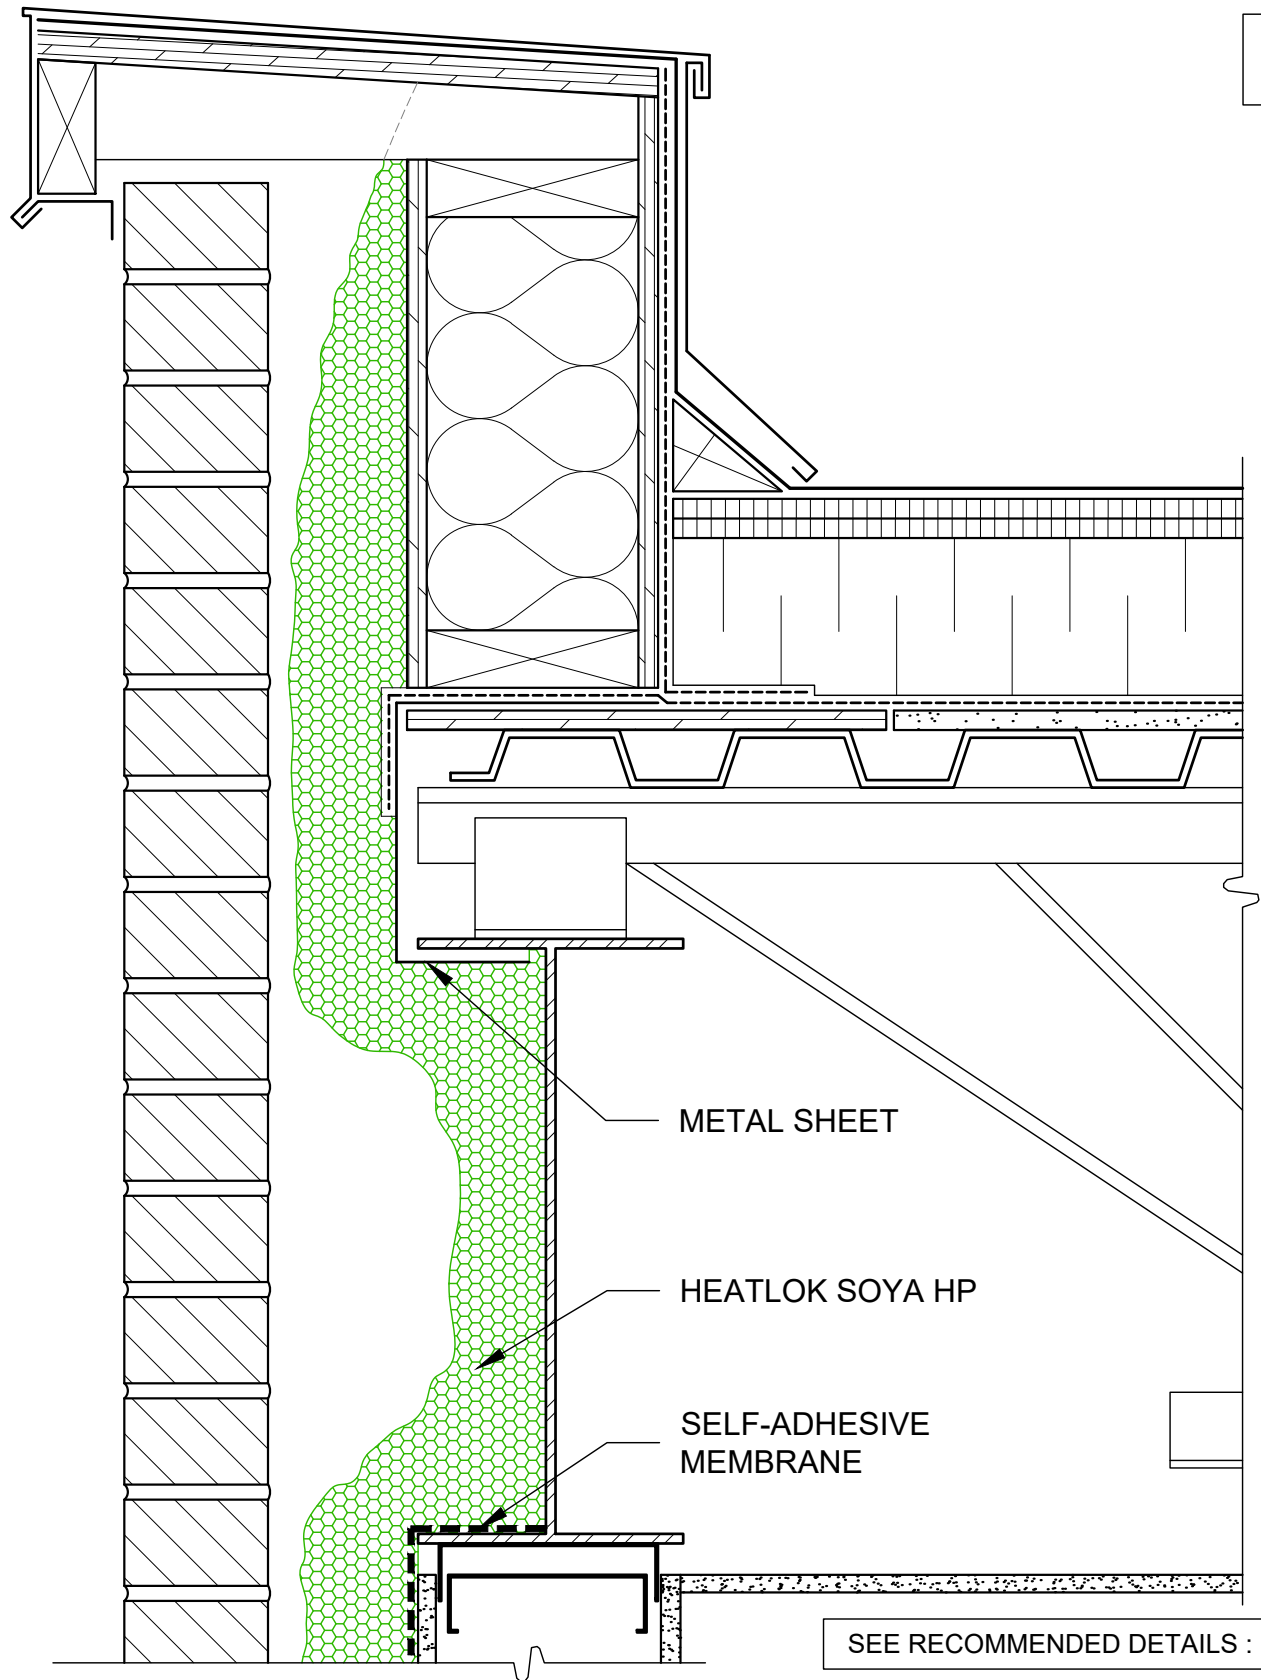 METAL SHEET
HEATLOK SOYA HP
SELF-ADHESIVE
MEMBRANE
SEE RECOMMENDED DETAILS :